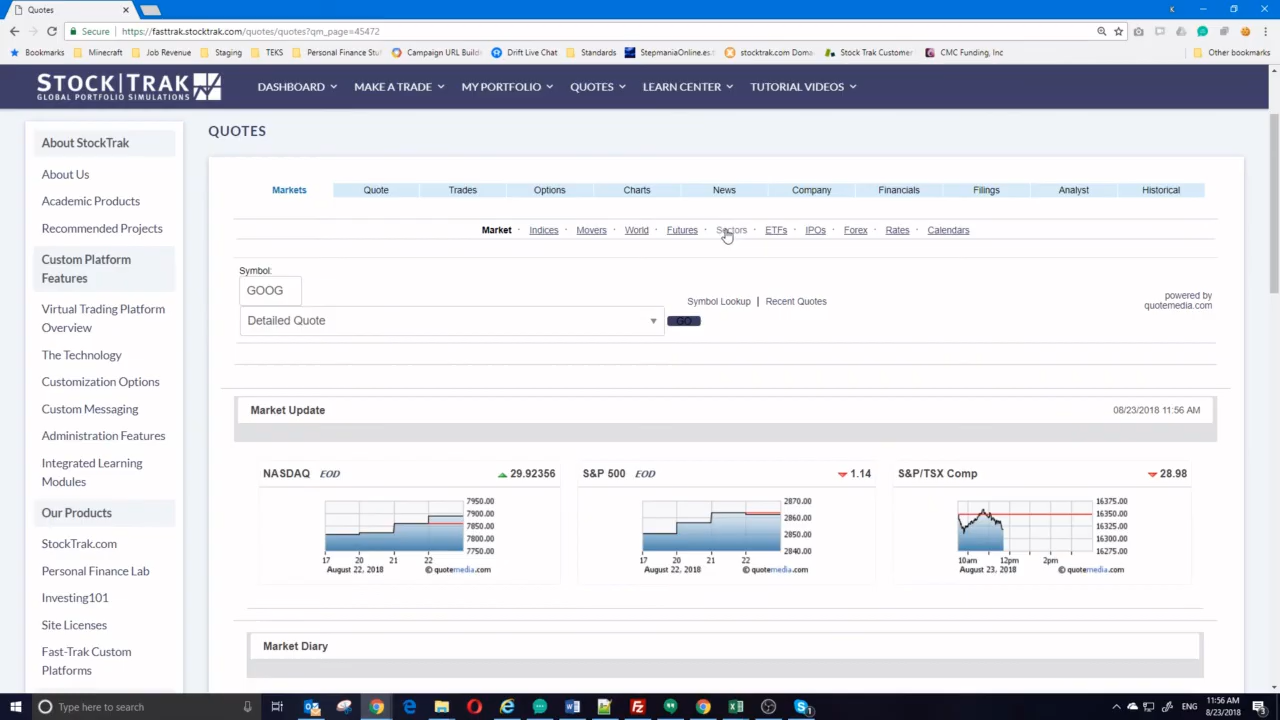 Quotes
Secure | https://fasttrak.stocktrak.com/quotes/quotes?qm_page=45472
Bookmarks Minecraft Job Revenue Staging TEKS Personal Finance Stu Campaign URL Build Drift Live Chat Standards StepmaniaOnline.es. stocktrak.com Doma Stock Trak Customer CMC Funding, Inc Other bookmarks
STOCK|TRAK
GLOBAL PORTFOLIO SIMULATIONS
DASHBOARD MAKE A TRADE MY PORTFOLIO QUOTES LEARN CENTER TUTORIAL VIDEOS
About StockTrak
About Us
Academic Products
Recommended Projects
Custom Platform
Features
Virtual Trading Platform
Overview
The Technology
Customization Options
Custom Messaging
Administration Features
Integrated Learning
Modules
Our Products
StockTrak.com
Personal Finance Lab
Investing101
Site Licenses
Fast-Trak Custom
Platforms
QUOTES
Markets Quote Trades Options Charts News Company Financials Filings Analyst Historical
Market · Indices · Movers · World · Futures · Sectors · ETFs · IPOs · Forex · Rates · Calendars
Symbol:
GOOG
Detailed Quote
GO
Symbol Lookup | Recent Quotes
powered by
quotemedia.com
Market Update 08/23/2018 11:56 AM
NASDAQ EOD 29.92356
7950.00
7900.00
7850.00
7800.00
7750.00
17 20 21 22
August 22, 2018 © quotemedia.com
S&P 500 EOD 1.14
2870.00
2860.00
2850.00
2840.00
17 20 21 22
August 22, 2018 © quotemedia.com
S&P/TSX Comp 28.98
16375.00
16350.00
16325.00
16300.00
16275.00
10am 12pm 2pm
August 23, 2018 © quotemedia.com
Market Diary
Type here to search
ENG
11:56 AM
8/23/2018